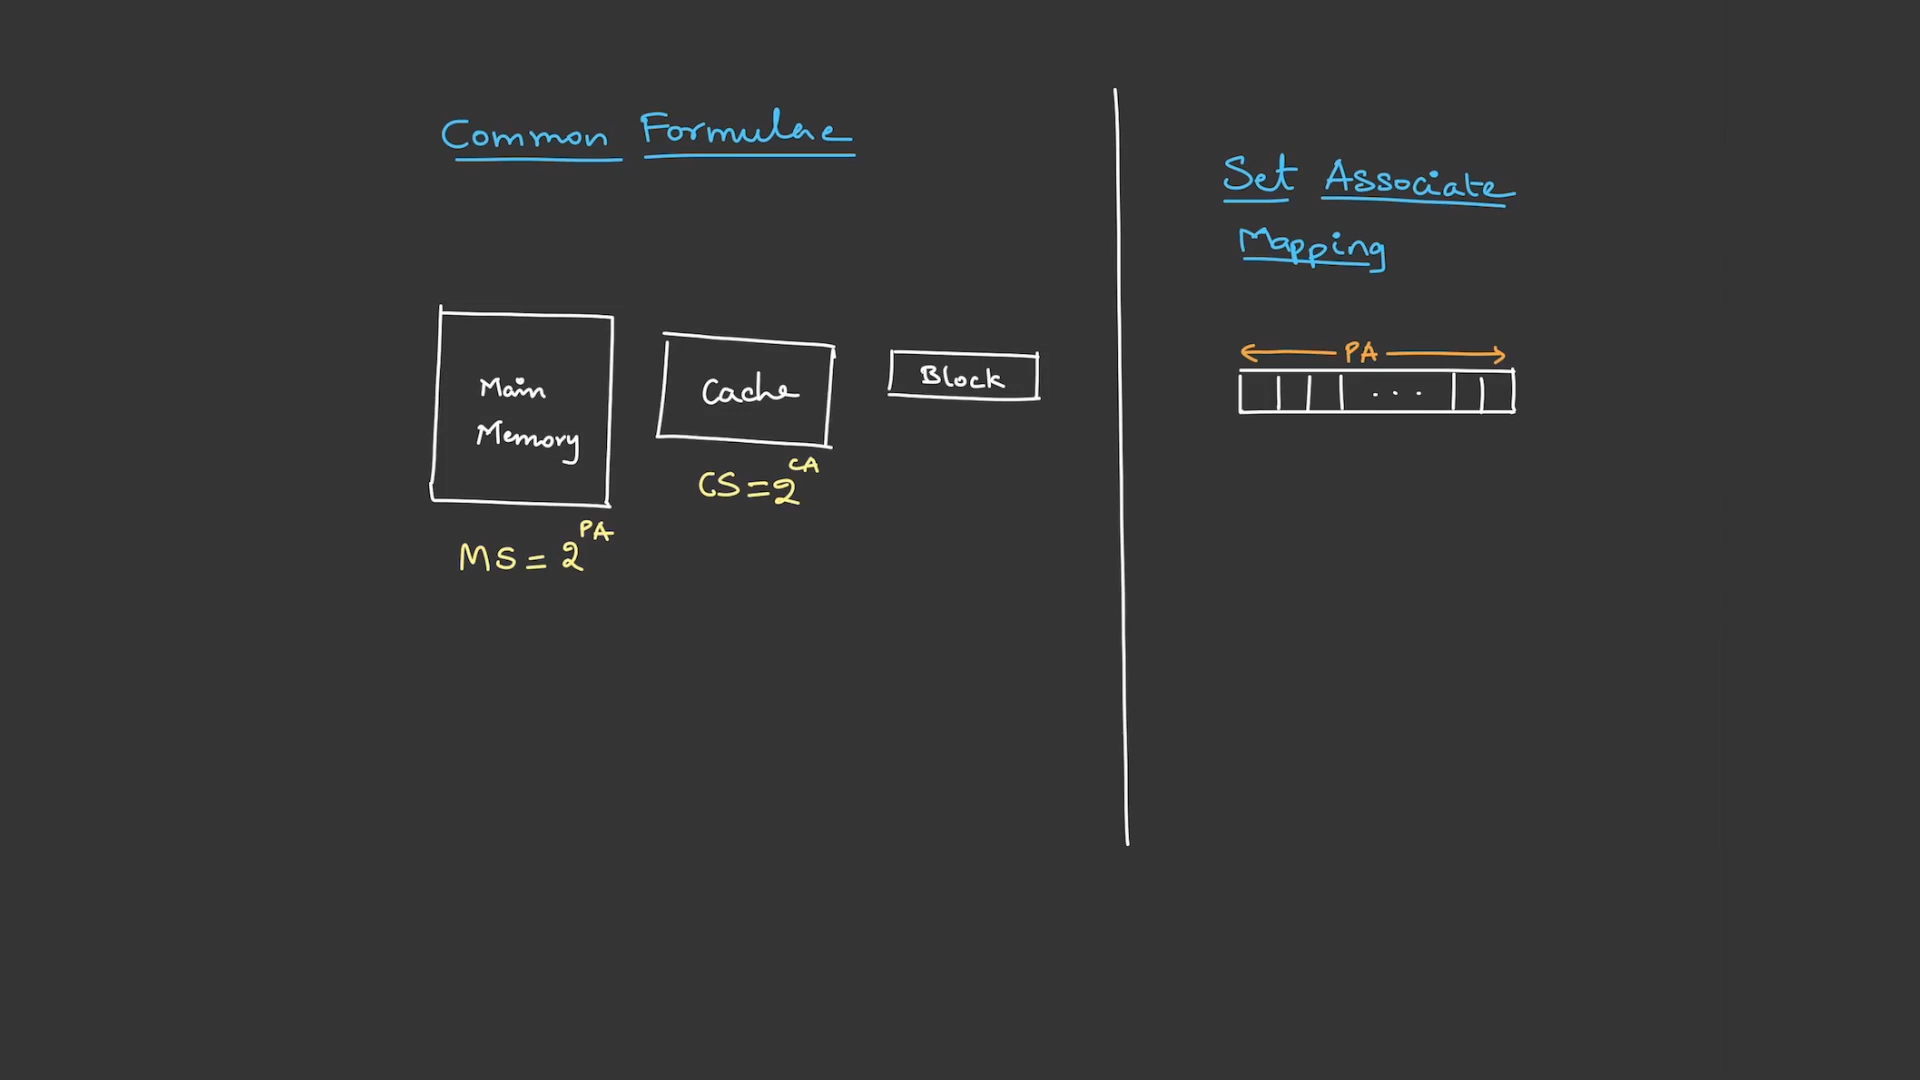 Common Formulae
Main
Memory
MS = 2^PA
Cache
CS = 2^CA
Block
Set Associate
Mapping
PA
. . .